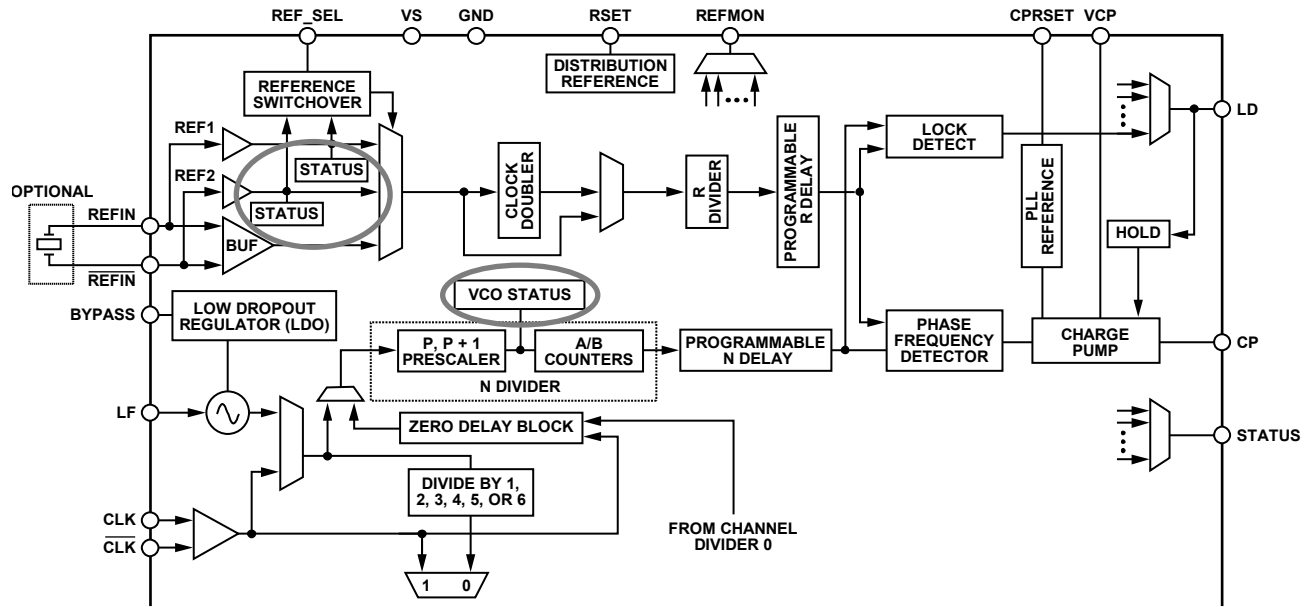 REF_SEL
VS
GND
RSET
REFMON
CPRSET
VCP
REFERENCE
SWITCHOVER
DISTRIBUTION
REFERENCE
REF1
REF2
STATUS
STATUS
BUF
OPTIONAL
REFIN
REFIN
CLOCK
DOUBLER
R
DIVIDER
PROGRAMMABLE
R DELAY
LOCK
DETECT
PLL
REFERENCE
HOLD
LD
BYPASS
LOW DROPOUT
REGULATOR (LDO)
VCO STATUS
P, P + 1
PRESCALER
A/B
COUNTERS
N DIVIDER
PROGRAMMABLE
N DELAY
PHASE
FREQUENCY
DETECTOR
CHARGE
PUMP
CP
LF
ZERO DELAY BLOCK
STATUS
DIVIDE BY 1,
2, 3, 4, 5, OR 6
FROM CHANNEL
DIVIDER 0
CLK
CLK
1 0